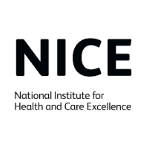 NICE
National Institute for
Health and Care Excellence